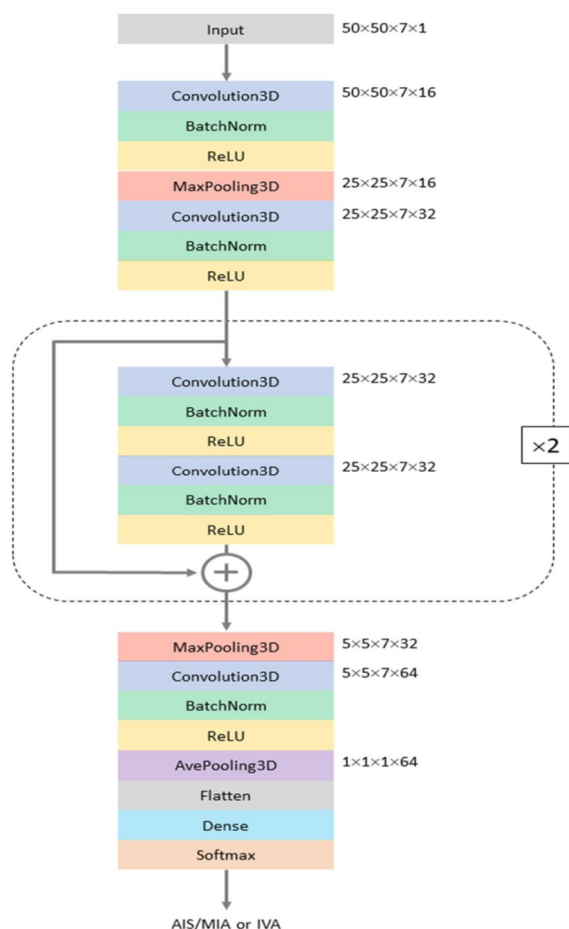 Input 50×50×7×1
Convolution3D 50×50×7×16
BatchNorm
ReLU
MaxPooling3D 25×25×7×16
Convolution3D 25×25×7×32
BatchNorm
ReLU
Convolution3D 25×25×7×32
BatchNorm
ReLU
×2
Convolution3D 25×25×7×32
BatchNorm
ReLU
+
MaxPooling3D 5×5×7×32
Convolution3D 5×5×7×64
BatchNorm
ReLU
AvePooling3D 1×1×1×64
Flatten
Dense
Softmax
AIS/MIA or IVA